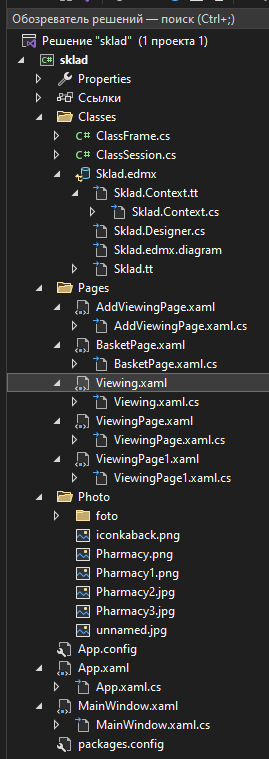 Обозреватель решений — поиск (Ctrl+;)
Решение "sklad" (1 проекта 1)
sklad
Properties
Ссылки
Classes
C# ClassFrame.cs
C# ClassSession.cs
Sklad.edmx
Sklad.Context.tt
Sklad.Context.cs
Sklad.Designer.cs
Sklad.edmx.diagram
Sklad.tt
Pages
AddViewingPage.xaml
AddViewingPage.xaml.cs
BasketPage.xaml
BasketPage.xaml.cs
Viewing.xaml
Viewing.xaml.cs
ViewingPage.xaml
ViewingPage.xaml.cs
ViewingPage1.xaml
ViewingPage1.xaml.cs
Photo
foto
iconkaback.png
Pharmacy.png
Pharmacy1.png
Pharmacy2.jpg
Pharmacy3.jpg
unnamed.jpg
App.config
App.xaml
App.xaml.cs
MainWindow.xaml
MainWindow.xaml.cs
packages.config